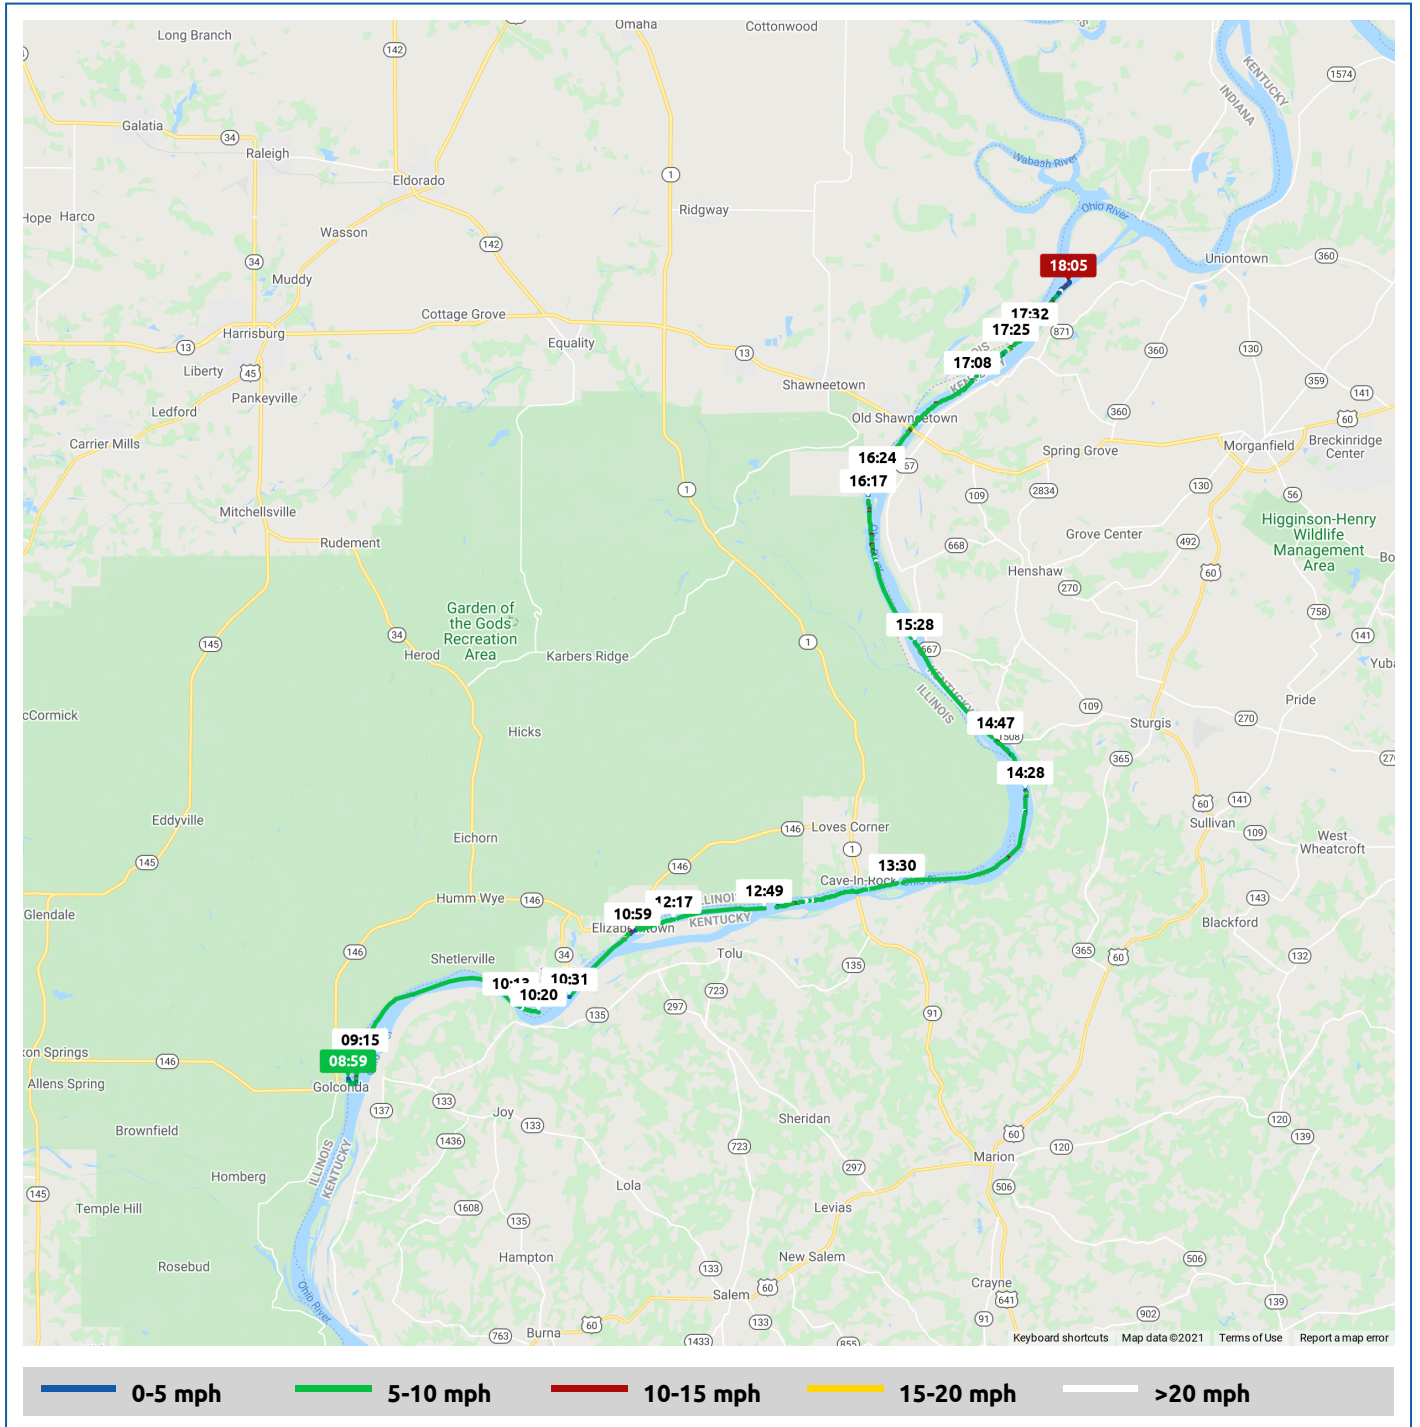 Long Branch
142
Omaha
Cottonwood
KENTUCKY
INDIANA
1574
Galatia
34
Raleigh
Eldorado
1
Wabash River
Ohio River
Hope
Harco
Ridgway
Wasson
142
34
Muddy
Uniontown
360
18:05
Cottage Grove
17:32
17:25
871
Harrisburg
13
Equality
13
17:08
360
130
Liberty
45
Pankeyville
Shawneetown
359
141
Ledford
Old Shawneetown
360
60
Carrier Mills
Spring Grove
Morganfield
Breckinridge
Center
16:24
16:17
1
109
2834
130
56
Mitchellsville
Rudement
668
Grove Center
492
Higginson-Henry
Wildlife
Management
Area
Henshaw
270
60
758
Garden of
the Gods
Recreation
Area
34
Herod
145
Karbers Ridge
1
15:28
667
141
KENTUCKY
ILLINOIS
cCormick
Hicks
109
Pride
270
14:47
1508
Sturgis
14:28
365
60
141
Eddyville
Eichorn
146
Loves Corner
Sullivan
109
West
Wheatcroft
145
146
1
13:30
Cave-In-Rock
Humm Wye
146
12:49
12:17
ILLINOIS
KENTUCKY
10:59
143
Glendale
Blackford
146
Shetlerville
34
Tolu
135
365
60
132
10:31
10:20
723
297
135
91
09:15
08:59
xon Springs
146
Allens Spring
Golconda
137
133
Joy
133
1436
Brownfield
ILLINOIS
KENTUCKY
Sheridan
723
60
120
120
139
Marion
Homberg
145
Temple Hill
Lola
297
506
1608
135
Levias
Rosebud
Hampton
New Salem
133
60
Salem
506
Crayne
641
139
Ohio River
763
Burna
60
133
1433
855
91
902
Keyboard shortcuts
Map data ©2021
Terms of Use
Report a map error
0-5 mph
5-10 mph
10-15 mph
15-20 mph
>20 mph